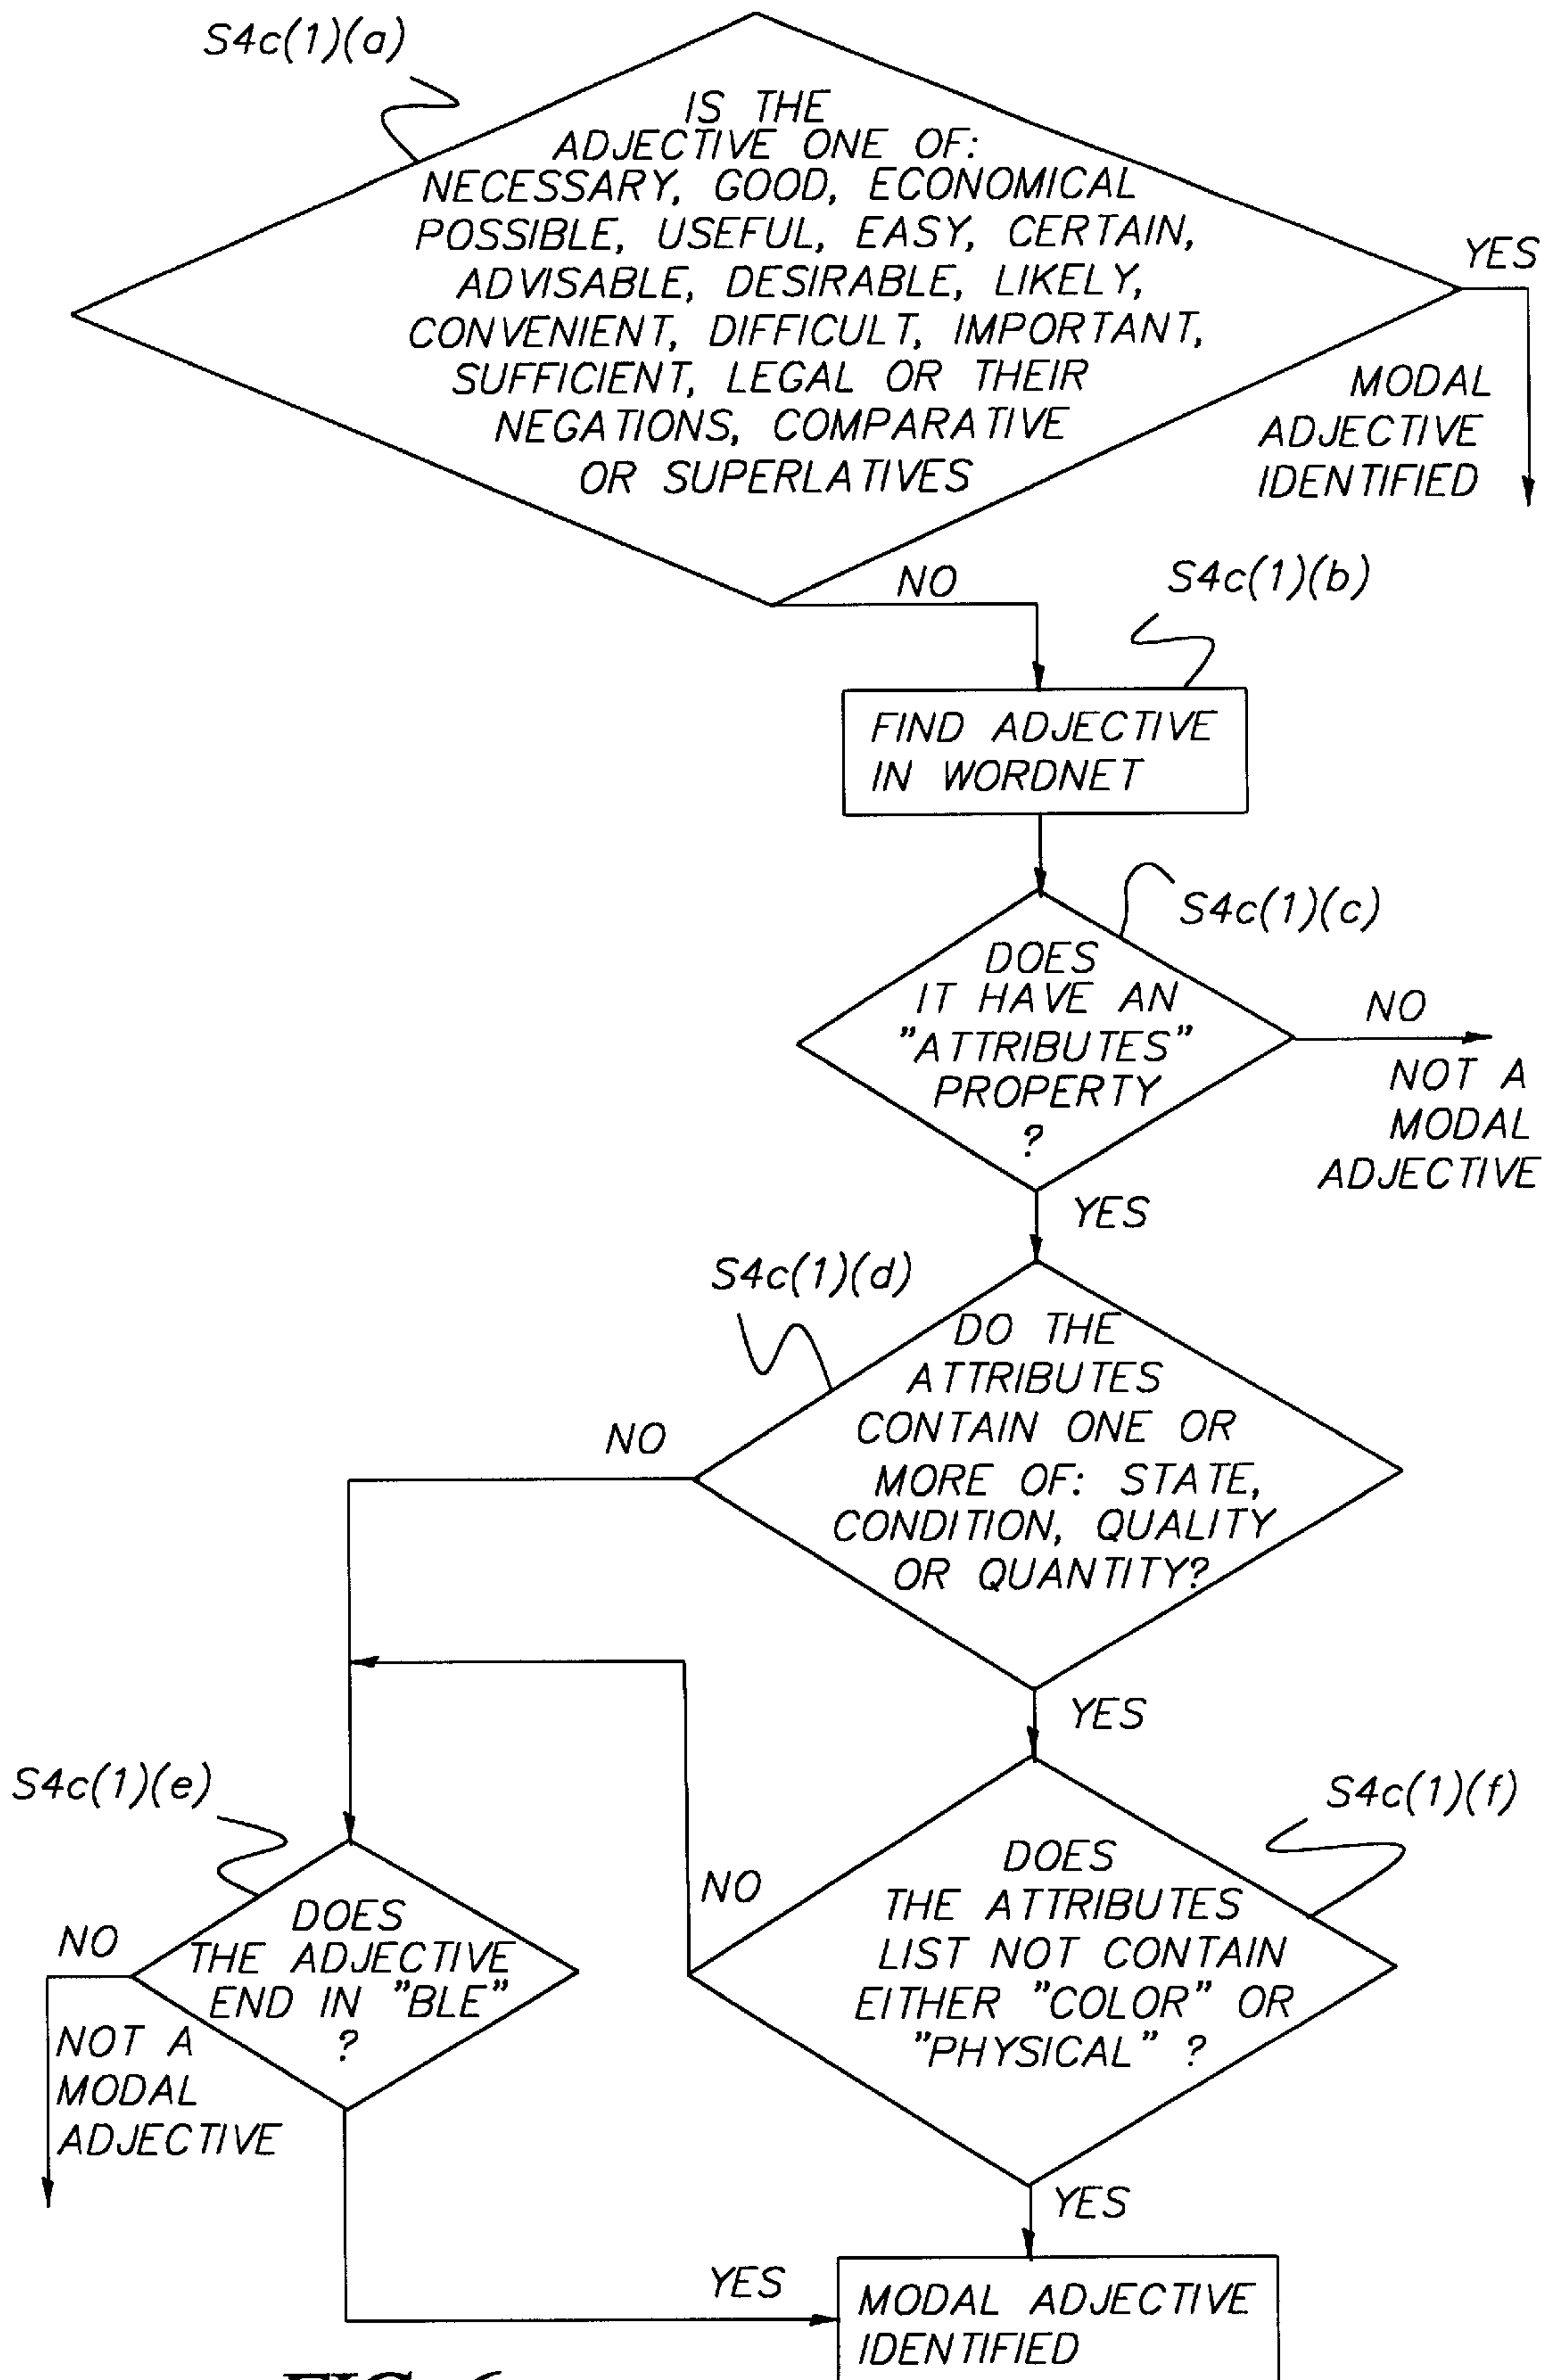 S4c(1)(a)
IS THE
ADJECTIVE ONE OF:
NECESSARY, GOOD, ECONOMICAL
POSSIBLE, USEFUL, EASY, CERTAIN,
ADVISABLE, DESIRABLE, LIKELY,
CONVENIENT, DIFFICULT, IMPORTANT,
SUFFICIENT, LEGAL OR THEIR
NEGATIONS, COMPARATIVE
OR SUPERLATIVES
YES
MODAL
ADJECTIVE
IDENTIFIED
NO
S4c(1)(b)
FIND ADJECTIVE
IN WORDNET
S4c(1)(c)
DOES
IT HAVE AN
"ATTRIBUTES"
PROPERTY
?
NO
NOT A
MODAL
ADJECTIVE
YES
S4c(1)(d)
DO THE
ATTRIBUTES
CONTAIN ONE OR
MORE OF: STATE,
CONDITION, QUALITY
OR QUANTITY?
NO
YES
S4c(1)(e)
DOES
THE ADJECTIVE
END IN "BLE"
?
NO
NOT A
MODAL
ADJECTIVE
S4c(1)(f)
DOES
THE ATTRIBUTES
LIST NOT CONTAIN
EITHER "COLOR" OR
"PHYSICAL" ?
NO
YES
YES
MODAL ADJECTIVE
IDENTIFIED